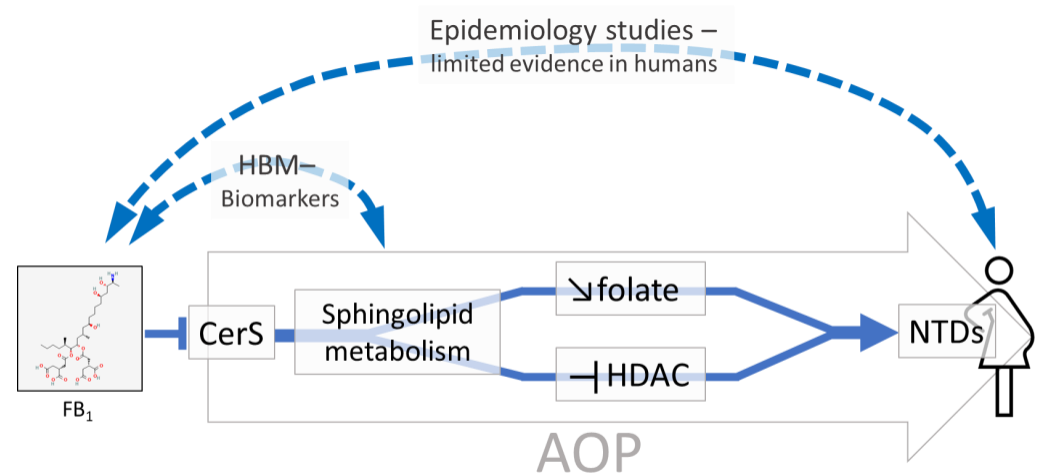 Epidemiology studies –
limited evidence in humans
HBM–
Biomarkers
FB₁
CerS
Sphingolipid
metabolism
↘folate
⊣HDAC
NTDs
AOP